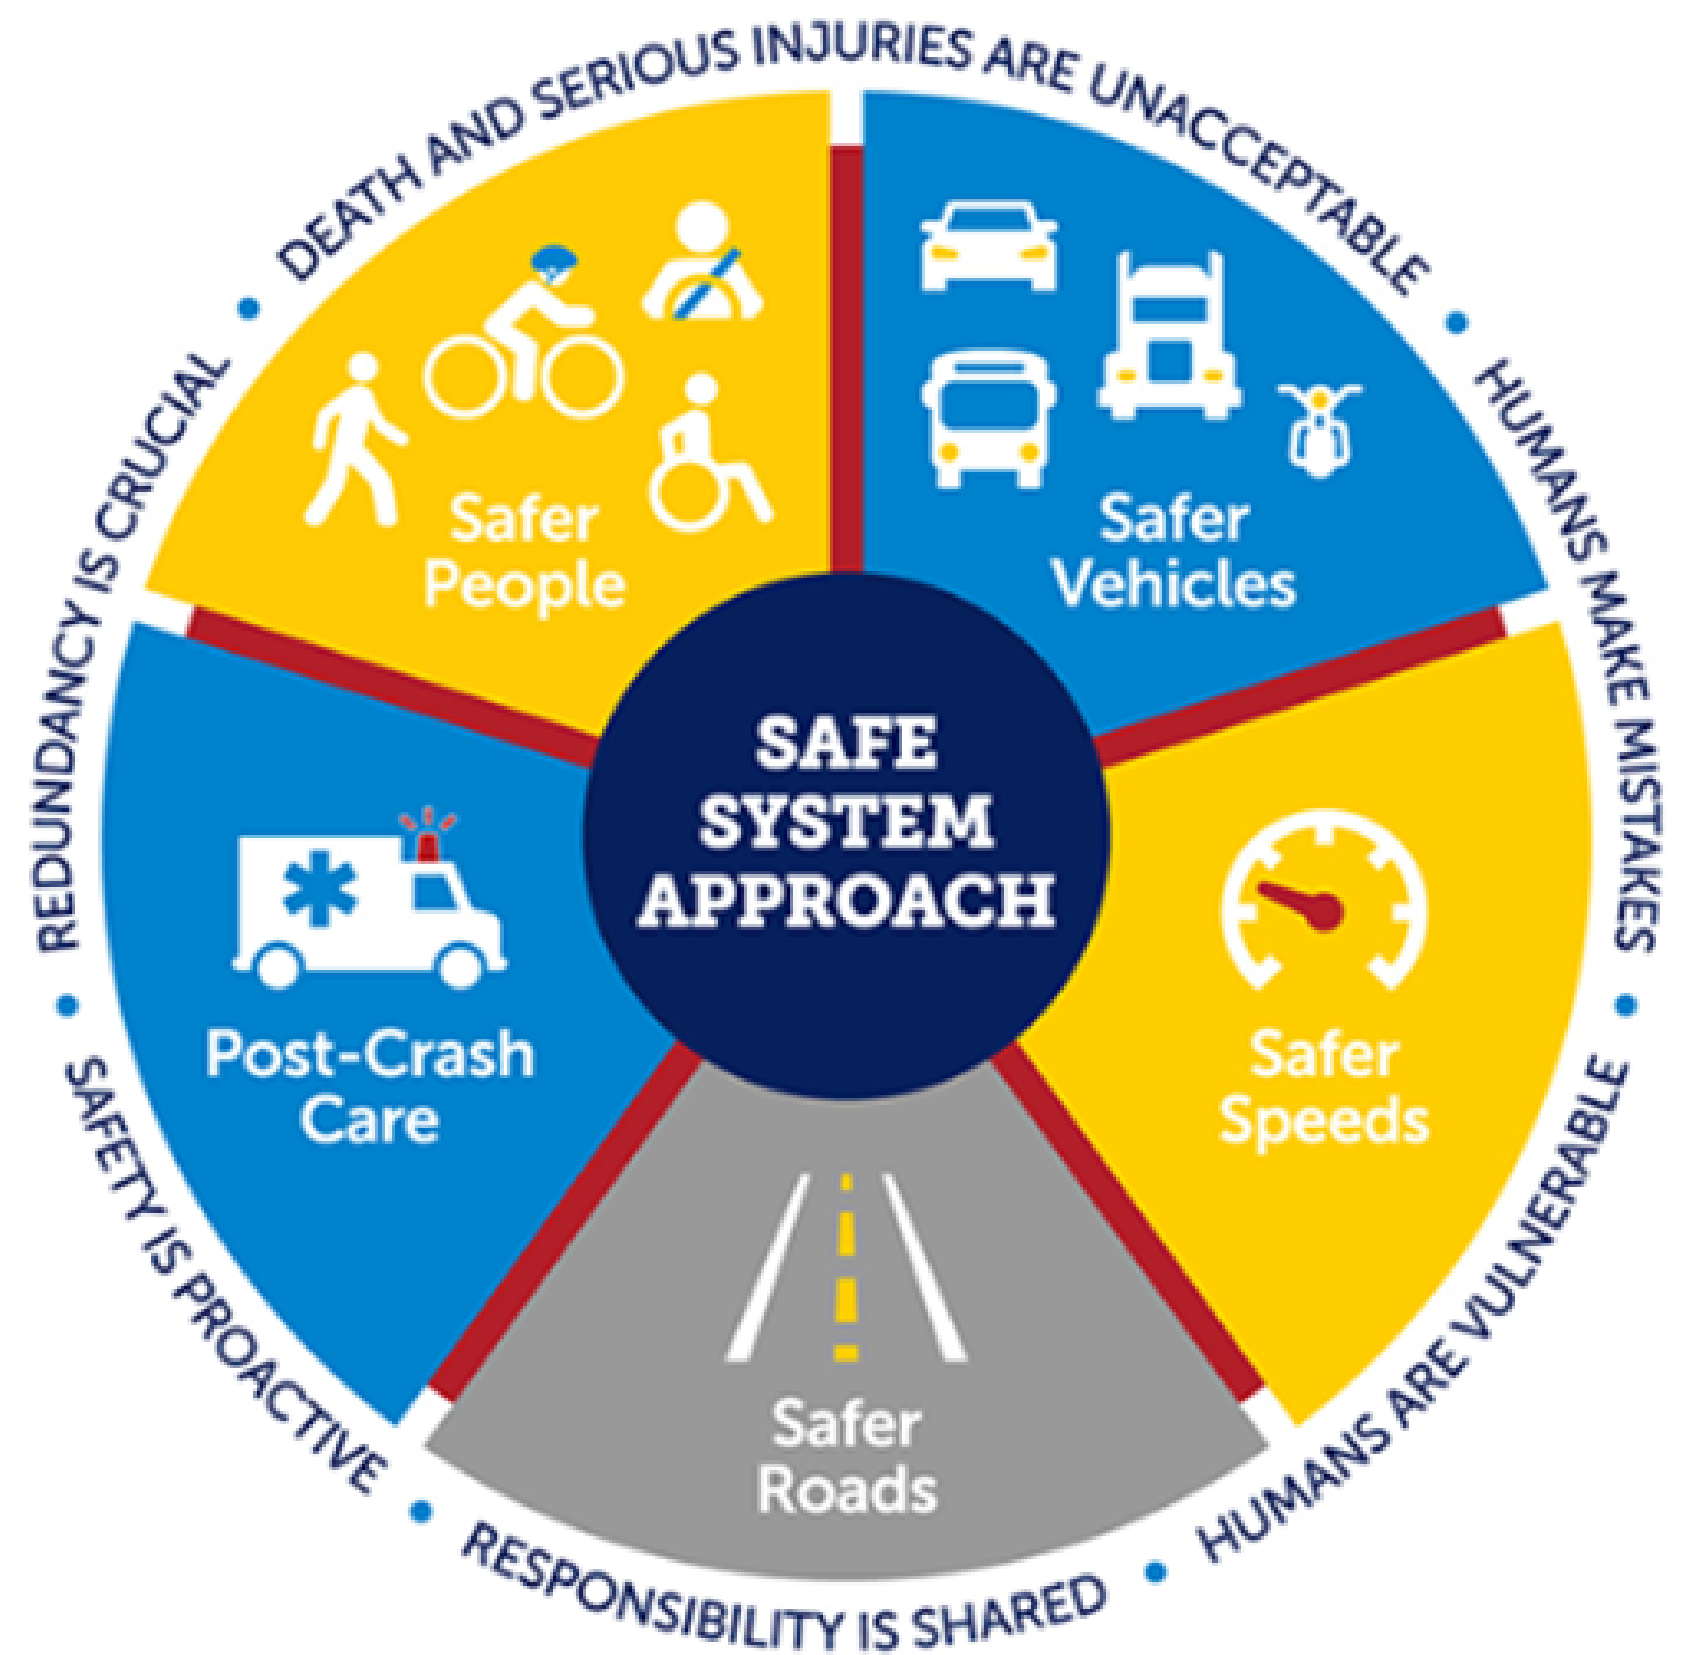 DEATH AND SERIOUS INJURIES ARE UNACCEPTABLE
HUMANS MAKE MISTAKES
HUMANS ARE VULNERABLE
RESPONSIBILITY IS SHARED
SAFETY IS PROACTIVE
REDUNDANCY IS CRUCIAL
Safer
People
Safer
Vehicles
SAFE
SYSTEM
APPROACH
Post-Crash
Care
Safer
Speeds
Safer
Roads